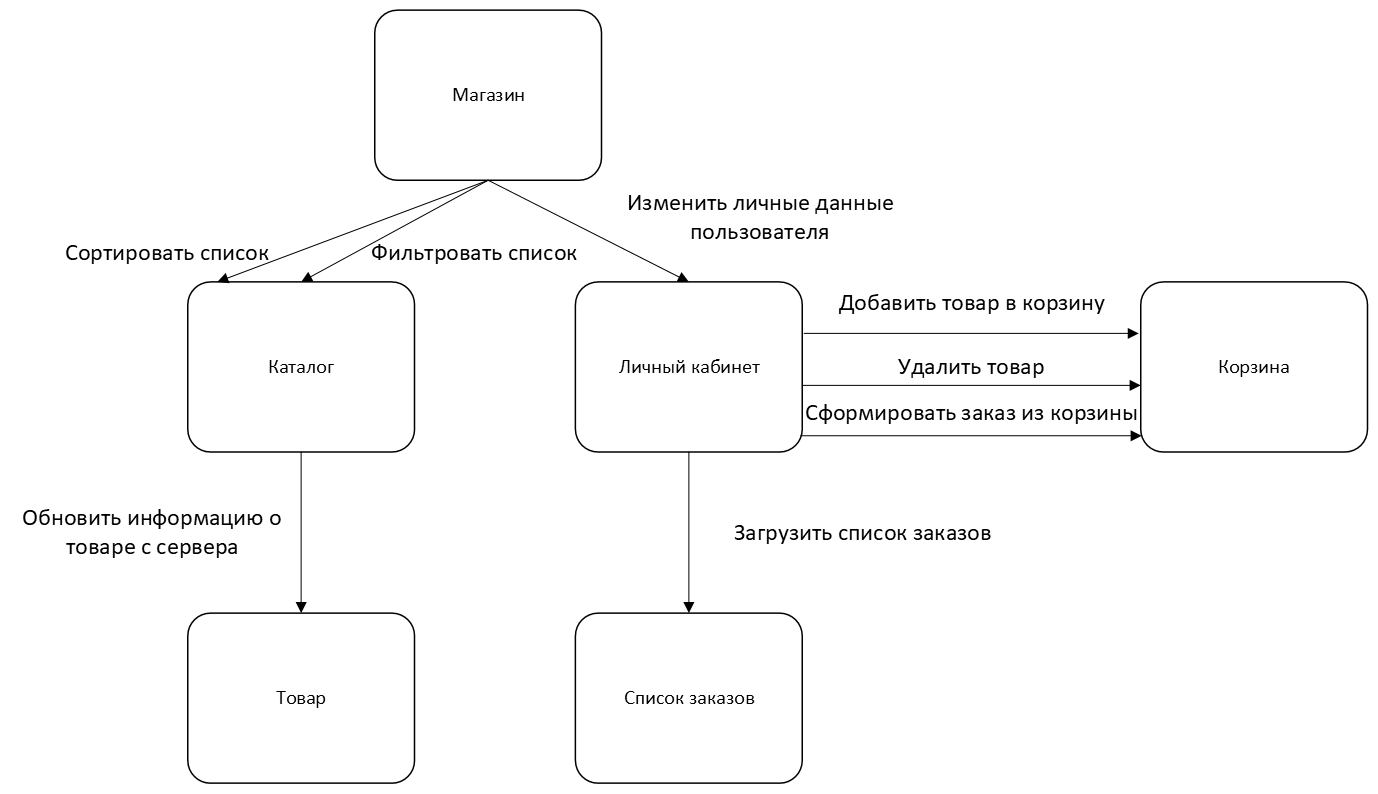 Магазин
Изменить личные данные
пользователя
Сортировать список
Фильтровать список
Добавить товар в корзину
Каталог
Личный кабинет
Удалить товар
Корзина
Сформировать заказ из корзины
Обновить информацию о
товаре с сервера
Загрузить список заказов
Товар
Список заказов